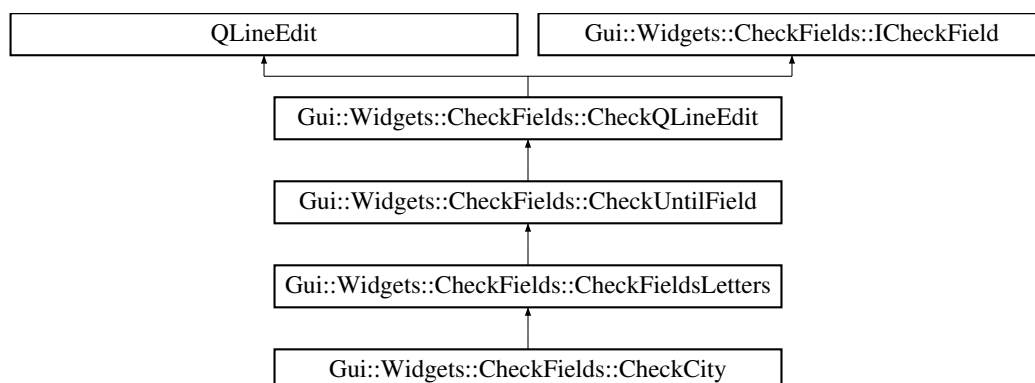 QLineEdit
Gui::Widgets::CheckFields::ICheckField
Gui::Widgets::CheckFields::CheckQLineEdit
Gui::Widgets::CheckFields::CheckUntilField
Gui::Widgets::CheckFields::CheckFieldsLetters
Gui::Widgets::CheckFields::CheckCity